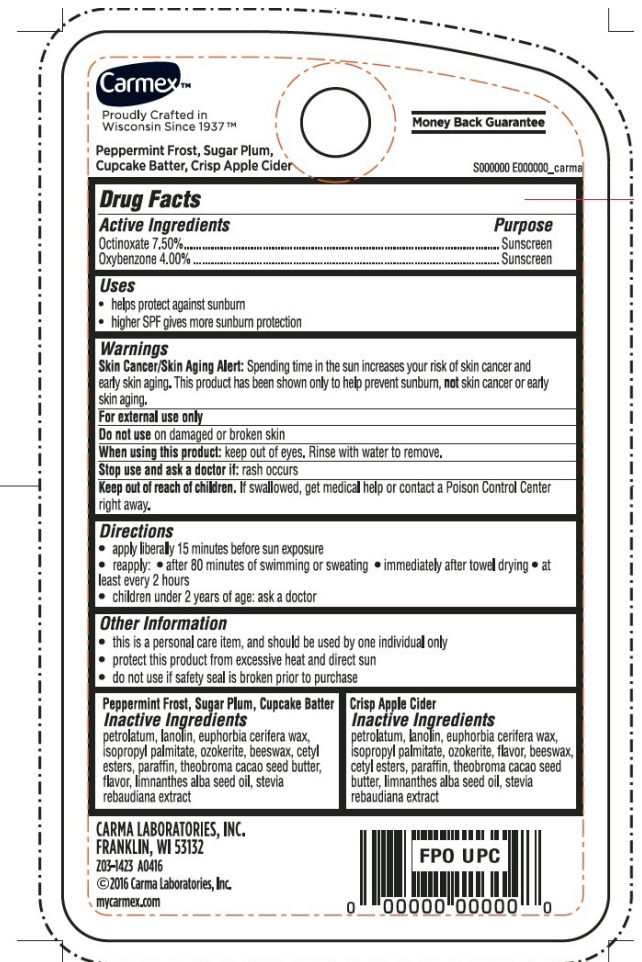 Carmex™
Proudly Crafted in
Wisconsin Since 1937™
Money Back Guarantee
Peppermint Frost, Sugar Plum,
Cupcake Batter, Crisp Apple Cider
S000000 E000000_carma
Drug Facts
Active Ingredients Purpose
Octinoxate 7.50%.......... Sunscreen
Oxybenzone 4.00% .......... Sunscreen
Uses
• helps protect against sunburn
• higher SPF gives more sunburn protection
Warnings
Skin Cancer/Skin Aging Alert: Spending time in the sun increases your risk of skin cancer and
early skin aging. This product has been shown only to help prevent sunburn, not skin cancer or early
skin aging.
For external use only
Do not use on damaged or broken skin
When using this product: keep out of eyes. Rinse with water to remove.
Stop use and ask a doctor if: rash occurs
Keep out of reach of children. If swallowed, get medical help or contact a Poison Control Center
right away.
Directions
• apply liberally 15 minutes before sun exposure
• reapply: • after 80 minutes of swimming or sweating • immediately after towel drying • at
least every 2 hours
• children under 2 years of age: ask a doctor
Other Information
• this is a personal care item, and should be used by one individual only
• protect this product from excessive heat and direct sun
• do not use if safety seal is broken prior to purchase
Peppermint Frost, Sugar Plum, Cupcake Batter
Inactive Ingredients
petrolatum, lanolin, euphorbia cerifera wax,
isopropyl palmitate, ozokerite, beeswax, cetyl
esters, paraffin, theobroma cacao seed butter,
flavor, limnanthes alba seed oil, stevia
rebaudiana extract
Crisp Apple Cider
Inactive Ingredients
petrolatum, lanolin, euphorbia cerifera wax,
isopropyl palmitate, ozokerite, flavor, beeswax,
cetyl esters, paraffin, theobroma cacao seed
butter, limnanthes alba seed oil, stevia
rebaudiana extract
CARMA LABORATORIES, INC.
FRANKLIN, WI 53132
Z03-1423 A0416
©2016 Carma Laboratories, Inc.
mycarmex.com
FPO UPC
0 00000 00000 0